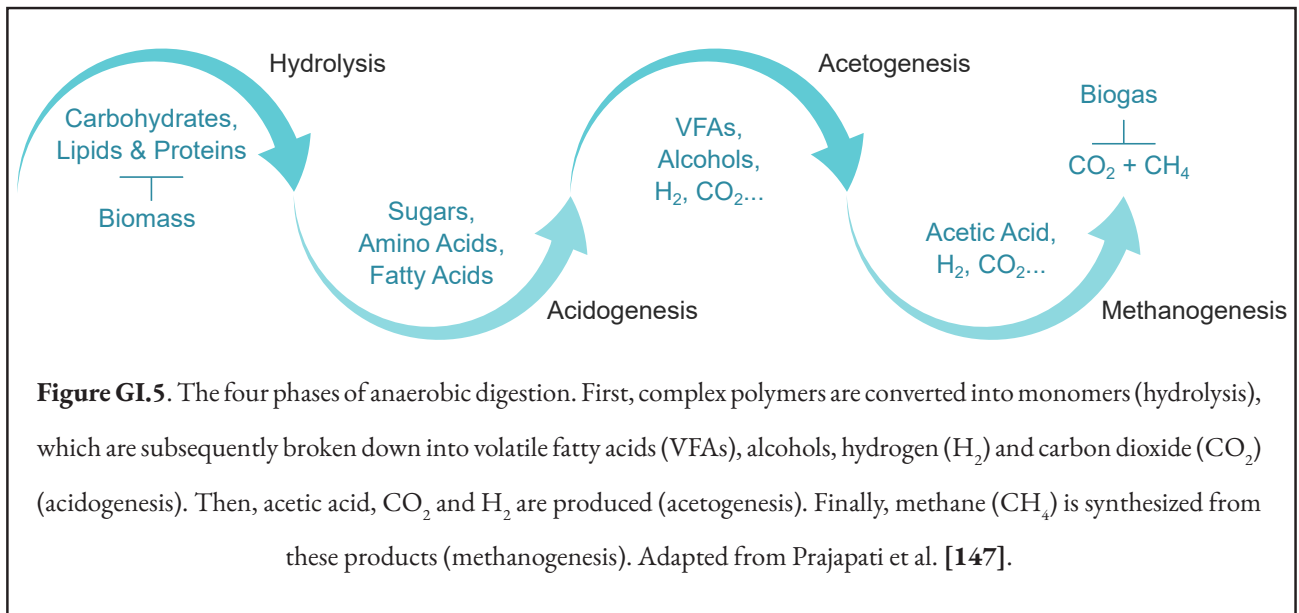 Hydrolysis
Carbohydrates,
Lipids & Proteins
Biomass
Sugars,
Amino Acids,
Fatty Acids
Acidogenesis
Acetogenesis
VFAs,
Alcohols,
H₂, CO₂...
Acetic Acid,
H₂, CO₂...
Methanogenesis
Biogas
CO₂ + CH₄
Figure GI.5. The four phases of anaerobic digestion. First, complex polymers are converted into monomers (hydrolysis),
which are subsequently broken down into volatile fatty acids (VFAs), alcohols, hydrogen (H₂) and carbon dioxide (CO₂)
(acidogenesis). Then, acetic acid, CO₂ and H₂ are produced (acetogenesis). Finally, methane (CH₄) is synthesized from
these products (methanogenesis). Adapted from Prajapati et al. [147].